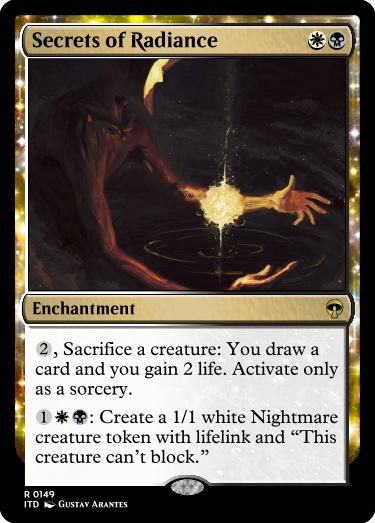 Secrets of Radiance
Enchantment
2, Sacrifice a creature: You draw a
card and you gain 2 life. Activate only
as a sorcery.
1: Create a 1/1 white Nightmare
creature token with lifelink and “This
creature can't block.”
R 0149
ITD Gustav Arantes